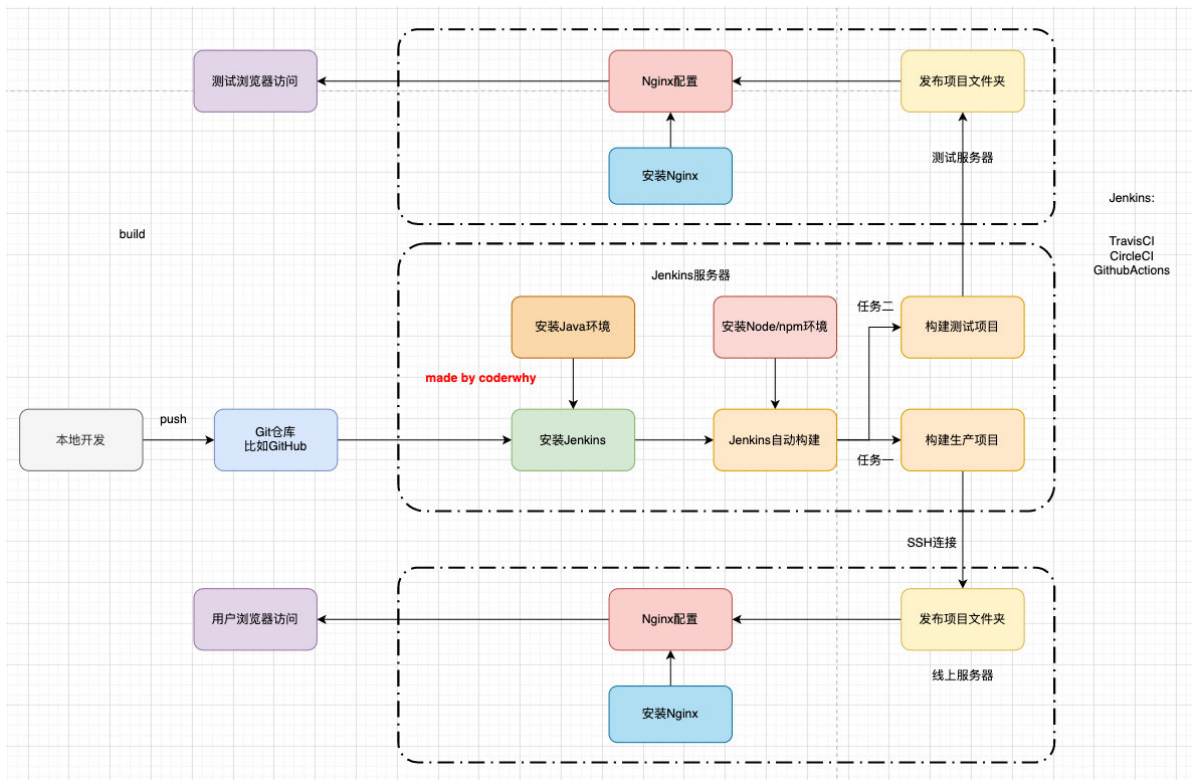 测试浏览器访问
Nginx配置
发布项目文件夹
安装Nginx
测试服务器
Jenkins:
TravisCI
CircleCI
GithubActions
build
Jenkins服务器
安装Java环境
安装Node/npm环境
任务二
构建测试项目
made by coderwhy
本地开发
push
Git仓库
比如GitHub
安装Jenkins
Jenkins自动构建
任务一
构建生产项目
SSH连接
用户浏览器访问
Nginx配置
发布项目文件夹
线上服务器
安装Nginx